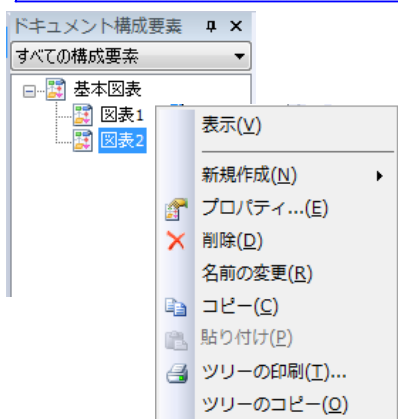 ドキュメント構成要素
すべての構成要素
基本図表
図表1
図表2
表示(V)
新規作成(N)
プロパティ...(E)
削除(D)
名前の変更(R)
コピー(C)
貼り付け(P)
ツリーの印刷(T)...
ツリーのコピー(O)